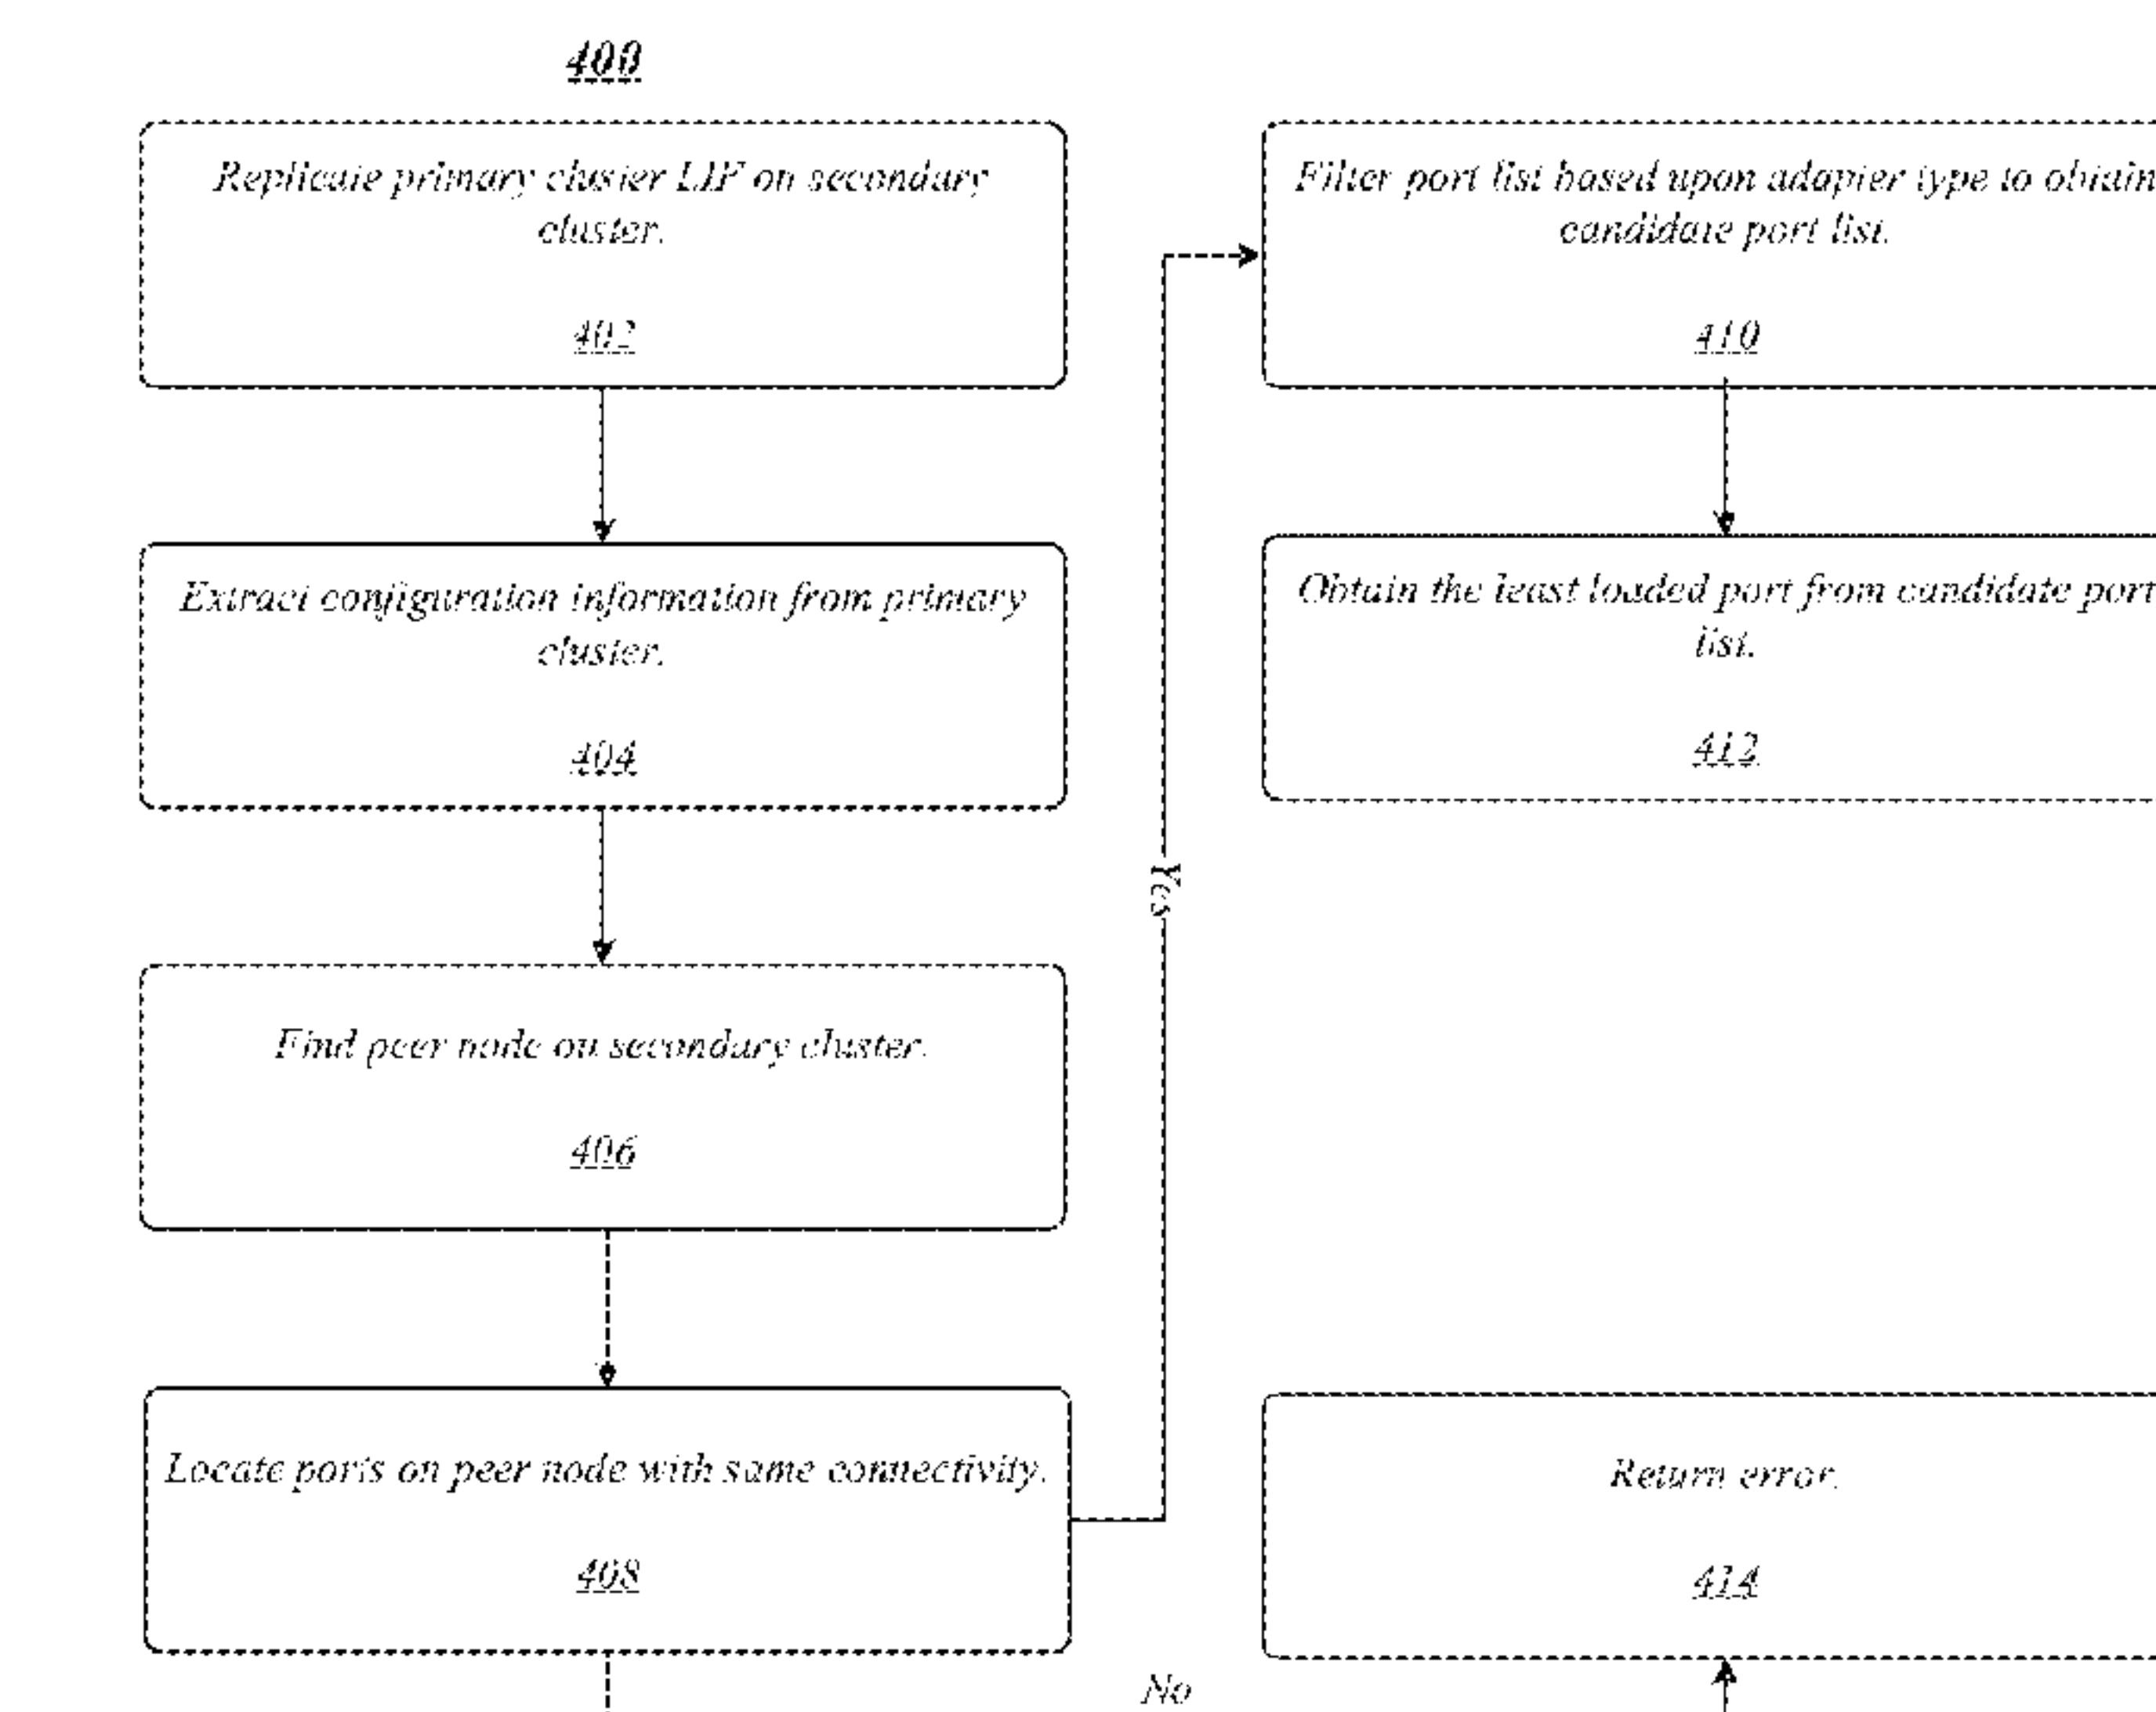 400
Replicate primary cluster LIF on secondary
cluster.
402
Extract configuration information from primary
cluster.
404
Find peer node on secondary cluster.
406
Locate ports on peer node with same connectivity.
408
Yes
No
Filter port list based upon adapter type to obtain
candidate port list.
410
Obtain the least loaded port from candidate port
list.
412
Return error.
414